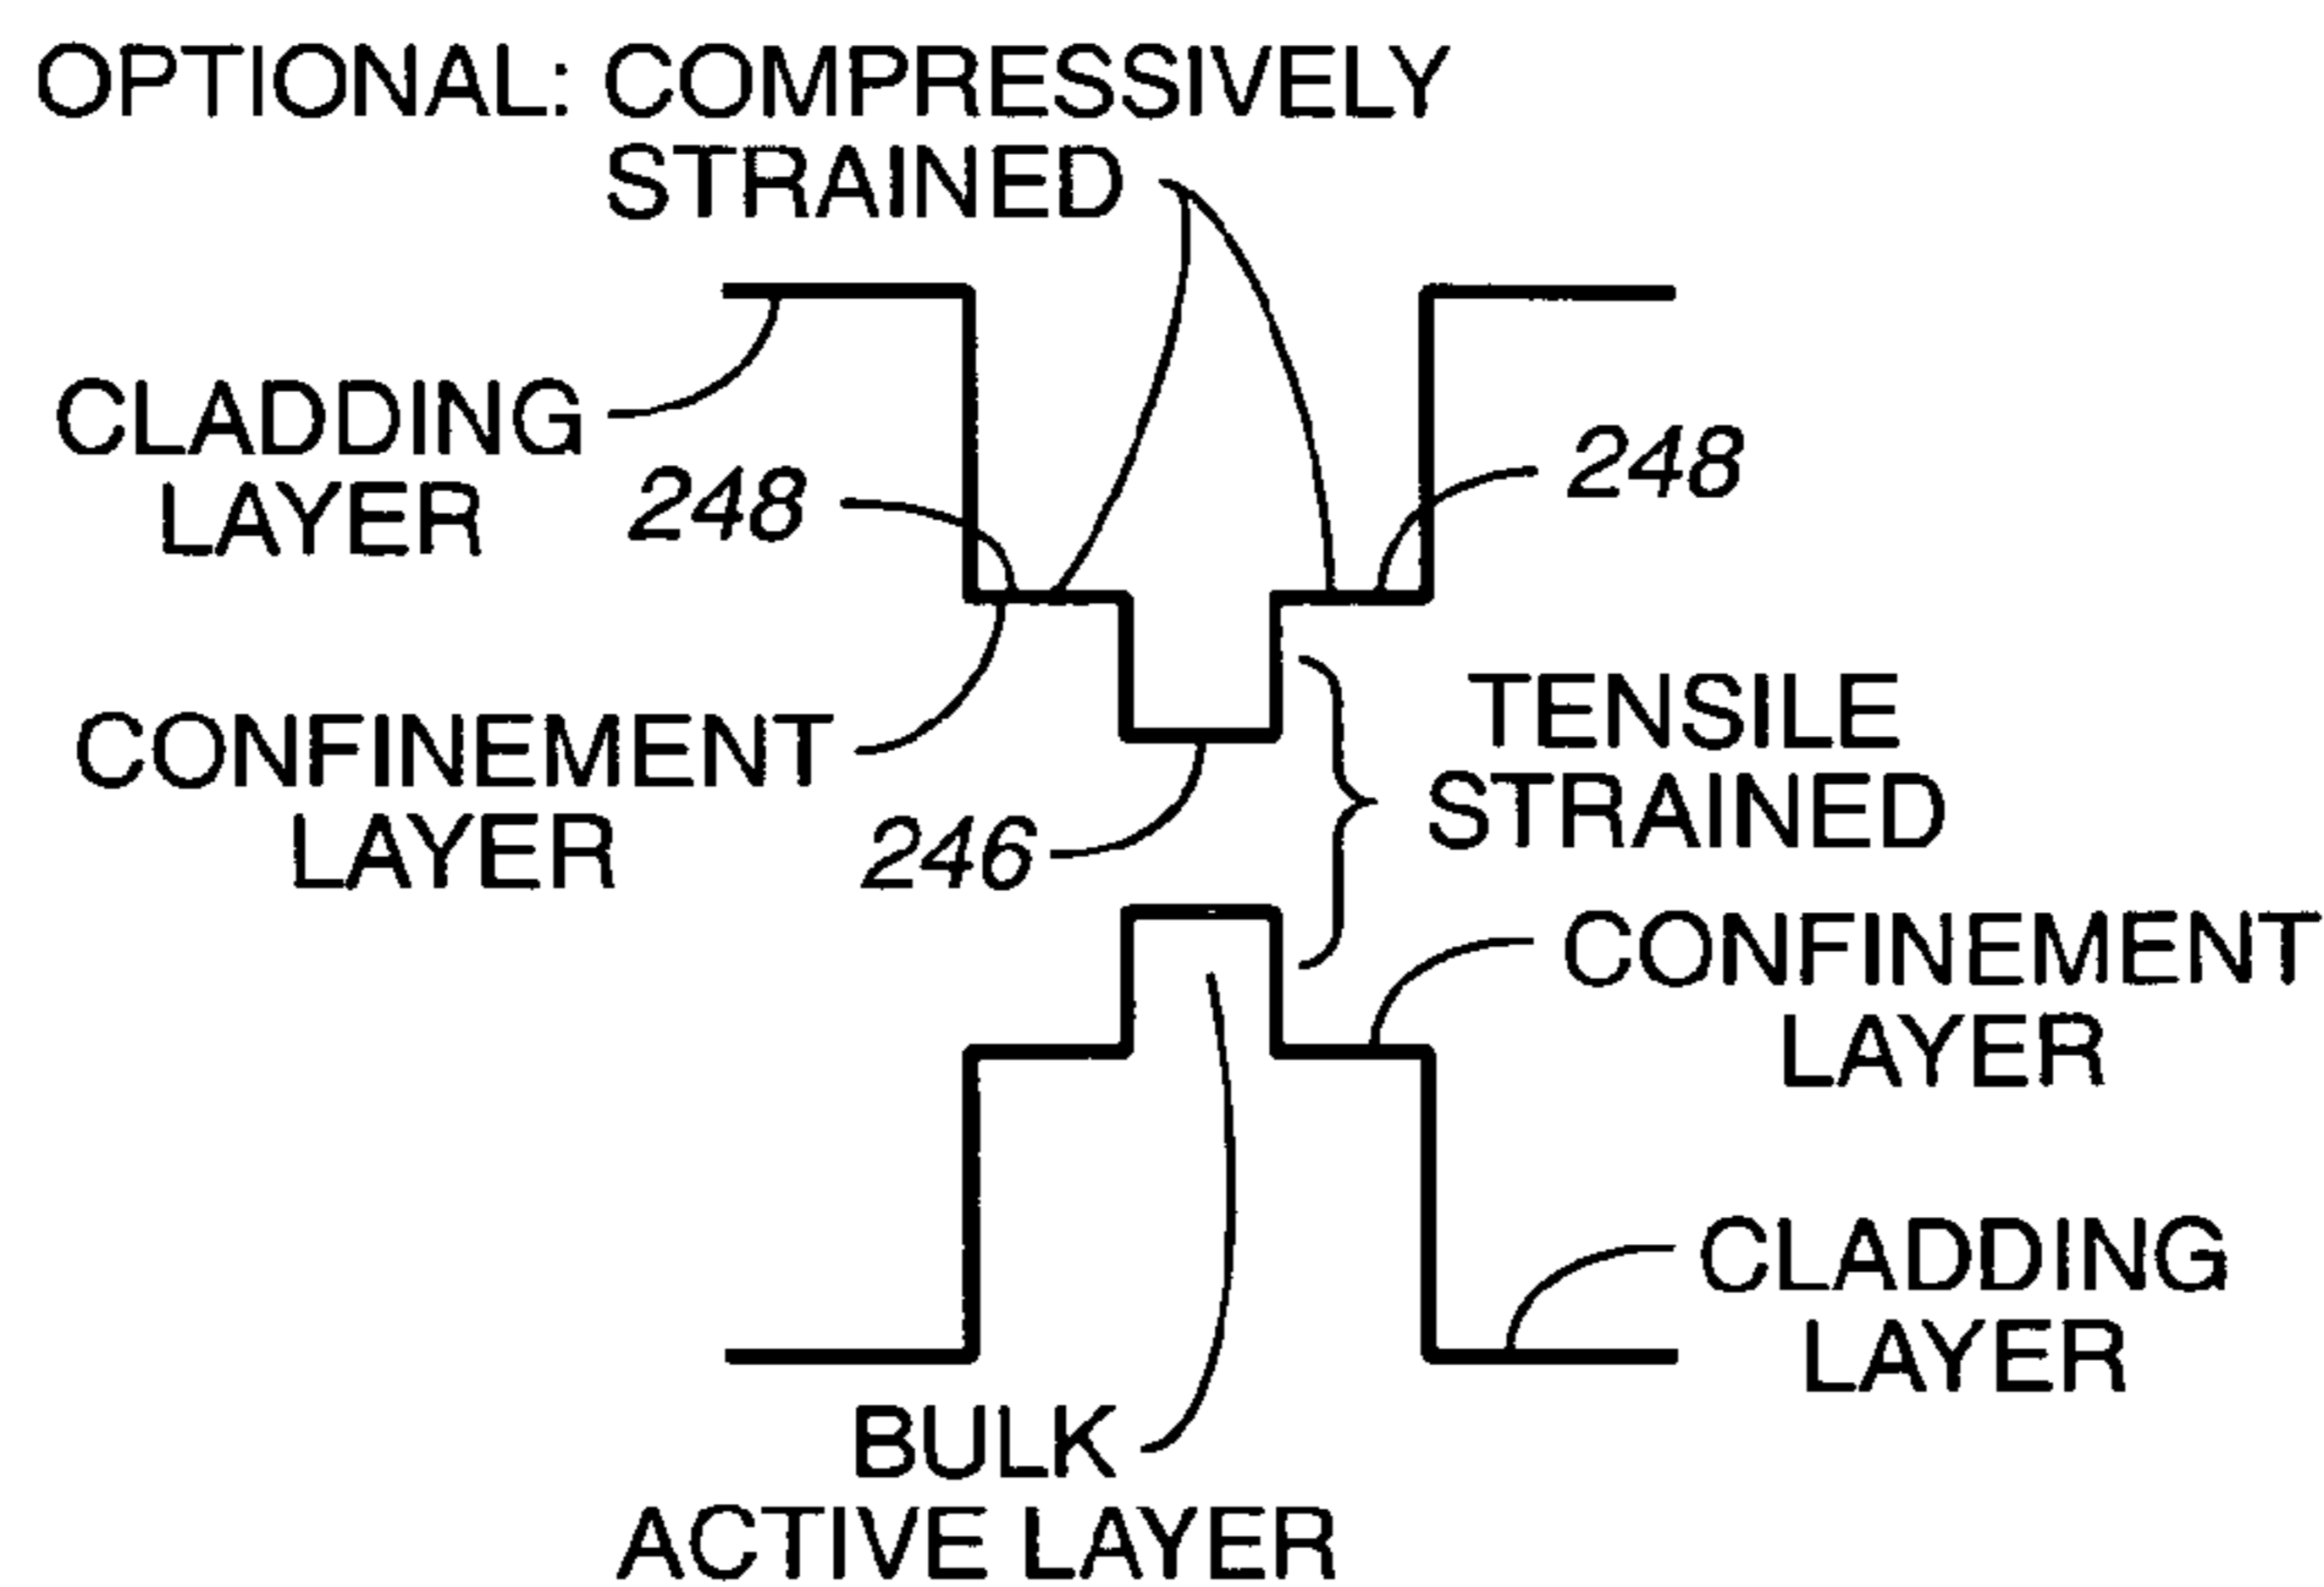 OPTIONAL: COMPRESSIVELY
STRAINED
CLADDING
LAYER
248
248
CONFINEMENT
LAYER
246
TENSILE
STRAINED
CONFINEMENT
LAYER
CLADDING
LAYER
BULK
ACTIVE LAYER